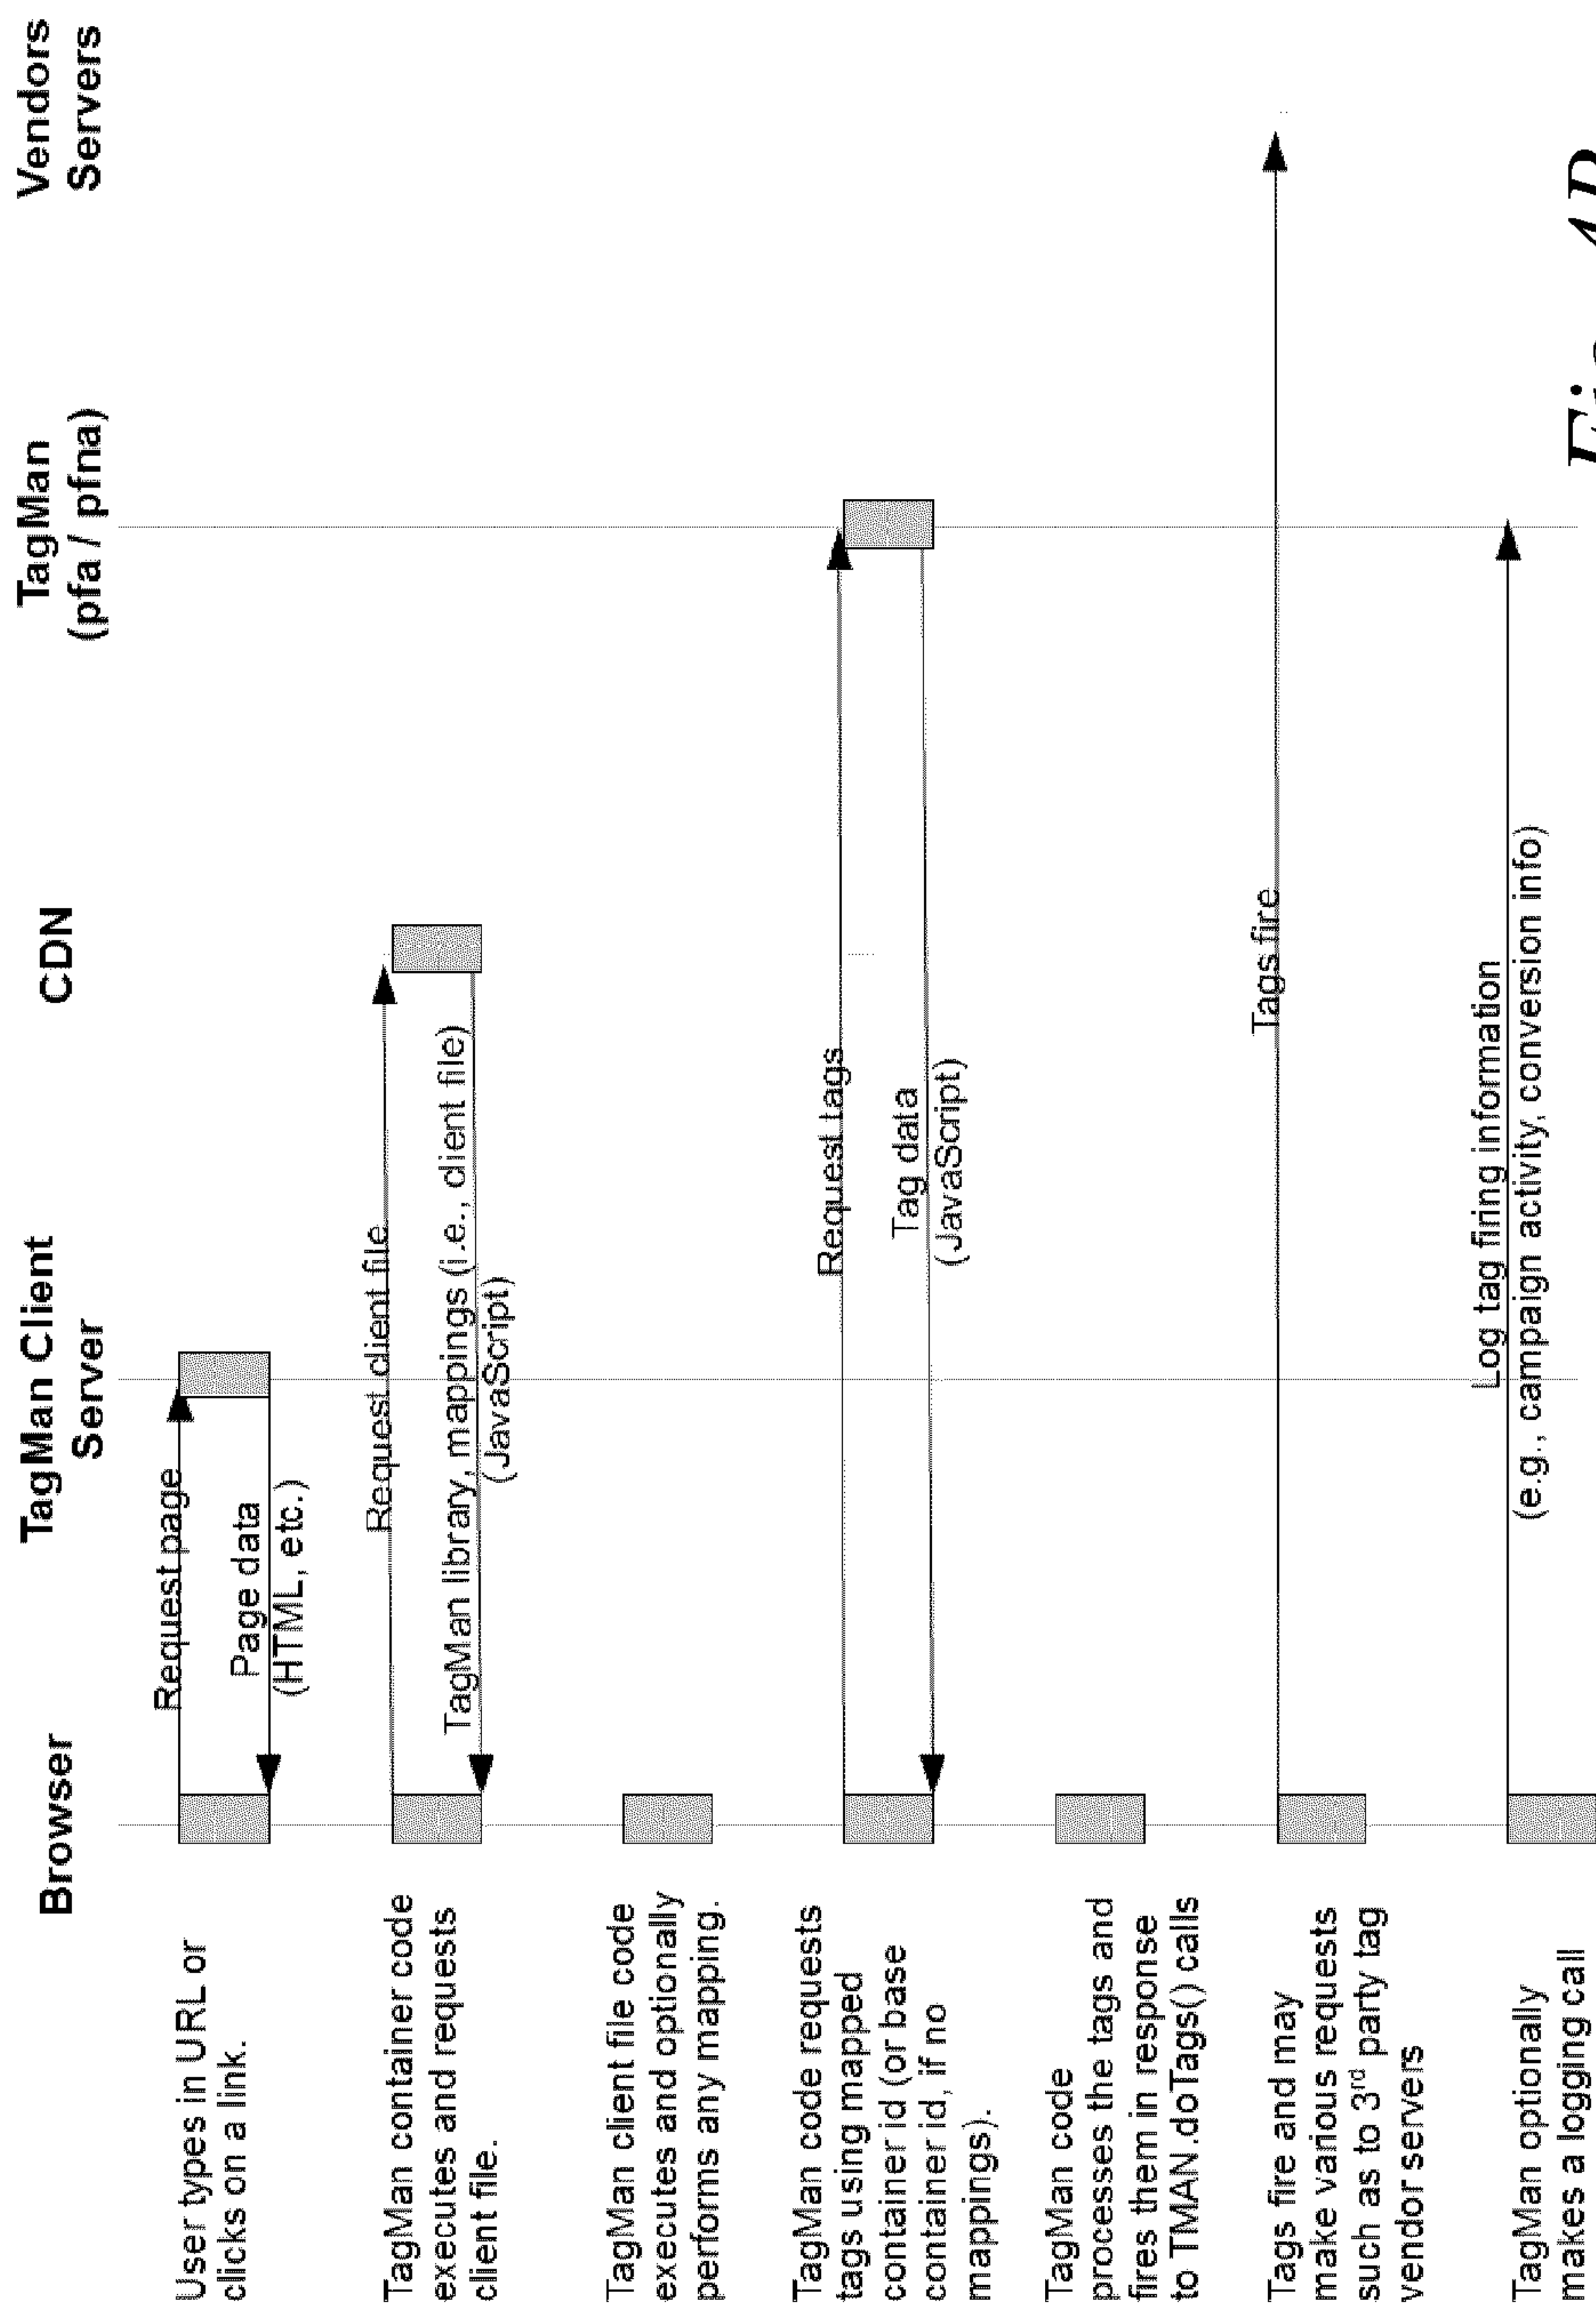 Browser
TagMan Client
Server
CDN
TagMan
(pfa / pfna)
Vendors
Servers
User types in URL or
clicks on a link.
Request page
Page data
(HTML, etc.)
TagMan container code
executes and requests
client file.
Request client file
TagMan library, mappings (i.e., client file)
(JavaScript)
TagMan client file code
executes and optionally
performs any mapping.
TagMan code requests
tags using mapped
container id (or base
container id, if no
mappings).
Request tags
Tag data
(JavaScript)
TagMan code
processes the tags and
fires them in response
to TMAN.doTags() calls
Tags fire and may
make various requests
such as to 3rd party tag
vendor servers
Tags fire
TagMan optionally
makes a logging call
Log tag firing information
(e.g., campaign activity, conversion info)